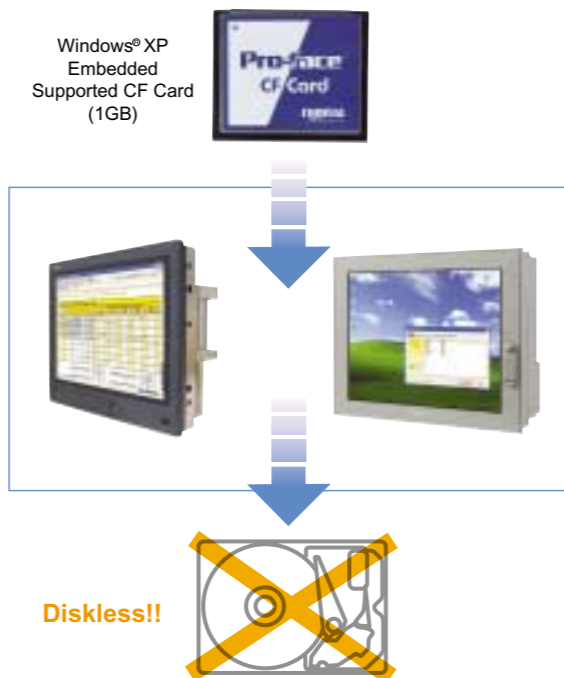 Windows® XP
Embedded
Supported CF Card
(1GB)
Pro-face
CF Card
Diskless!!